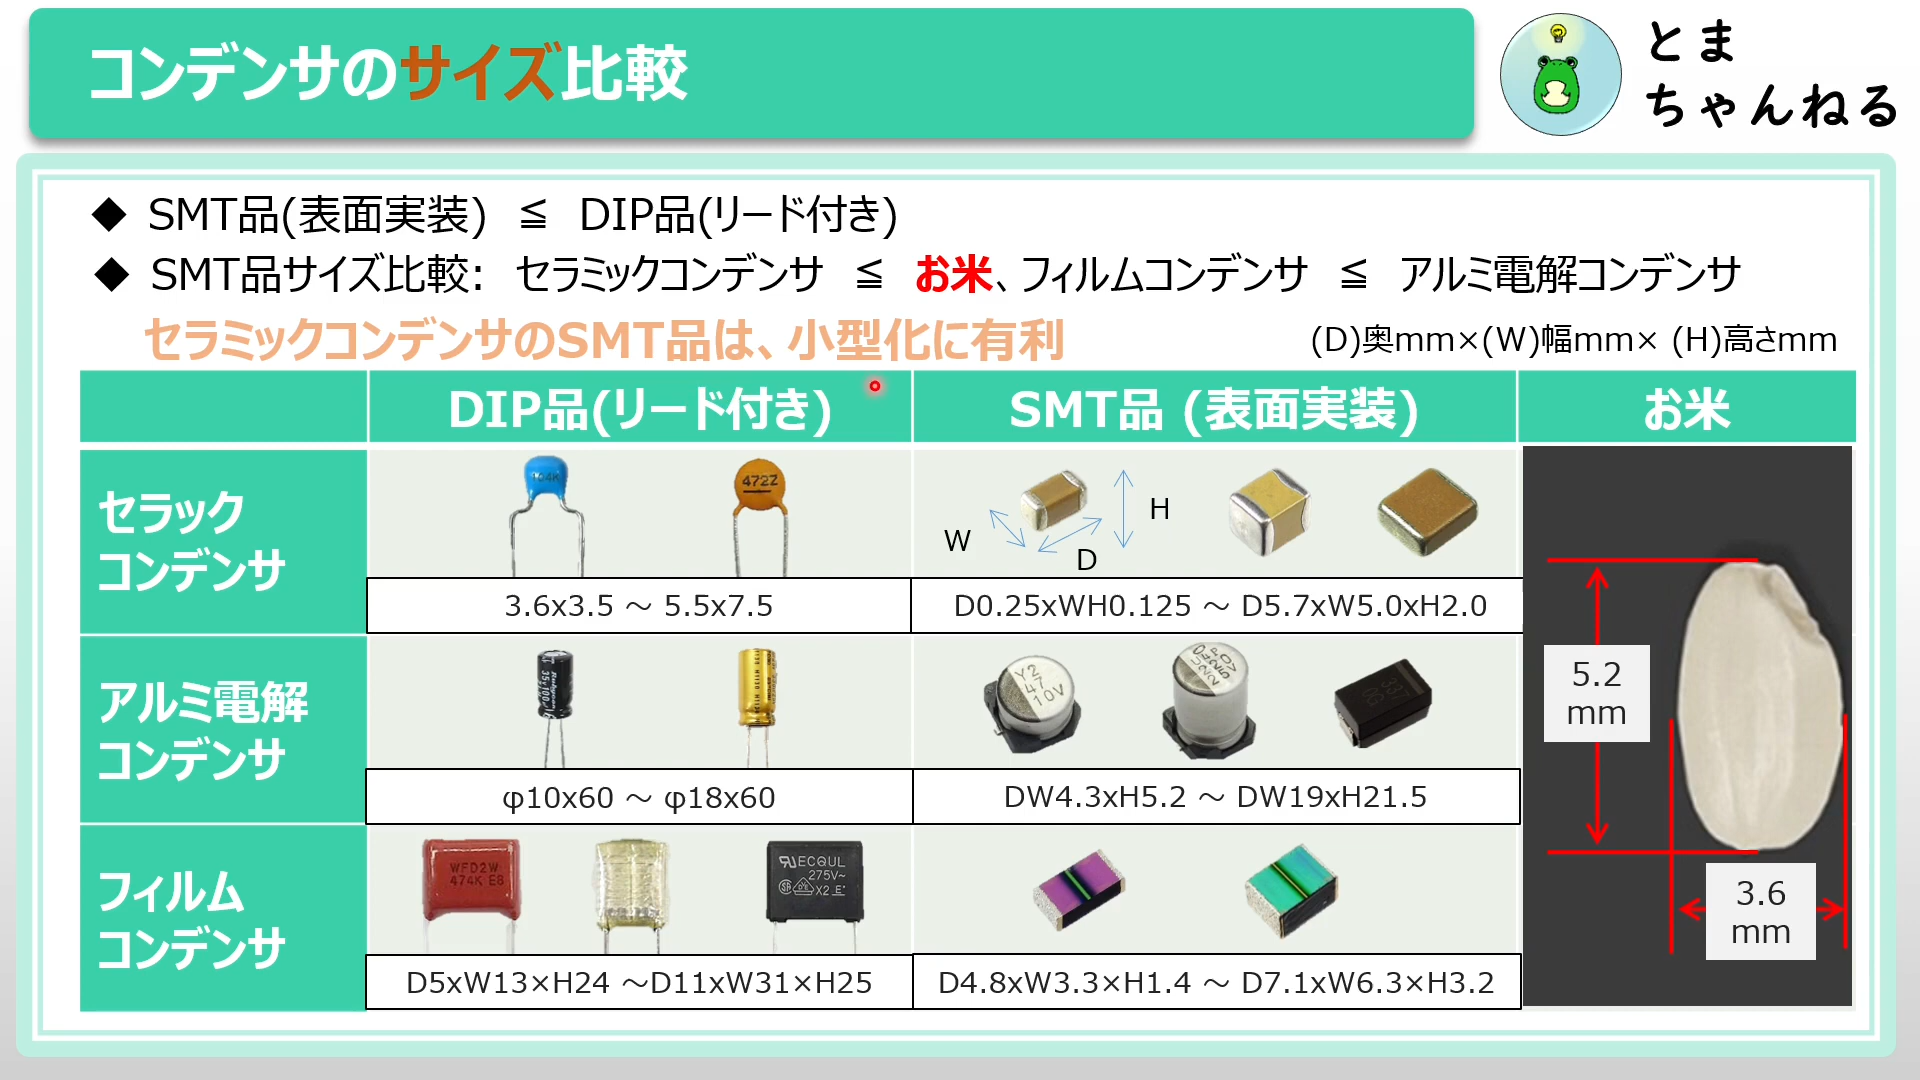 コンデンサのサイズ比較
とま
ちゃんねる
◆ SMT品(表面実装) ≦ DIP品(リード付き)
◆ SMT品サイズ比較: セラミックコンデンサ ≦ お米、フィルムコンデンサ ≦ アルミ電解コンデンサ
セラミックコンデンサのSMT品は、小型化に有利
(D)奥mm×(W)幅mm× (H)高さmm
DIP品(リード付き)
SMT品 (表面実装)
お米
セラック
コンデンサ
104K
472Z
W
D
H
3.6x3.5 ～ 5.5x7.5
D0.25xWH0.125 ～ D5.7xW5.0xH2.0
アルミ電解
コンデンサ
φ10x60 ～ φ18x60
DW4.3xH5.2 ～ DW19xH21.5
フィルム
コンデンサ
WFD2W
474K E8
ECQUL
275V~
X2
D5xW13×H24 ～D11xW31×H25
D4.8xW3.3×H1.4 ～ D7.1xW6.3×H3.2
5.2
mm
3.6
mm